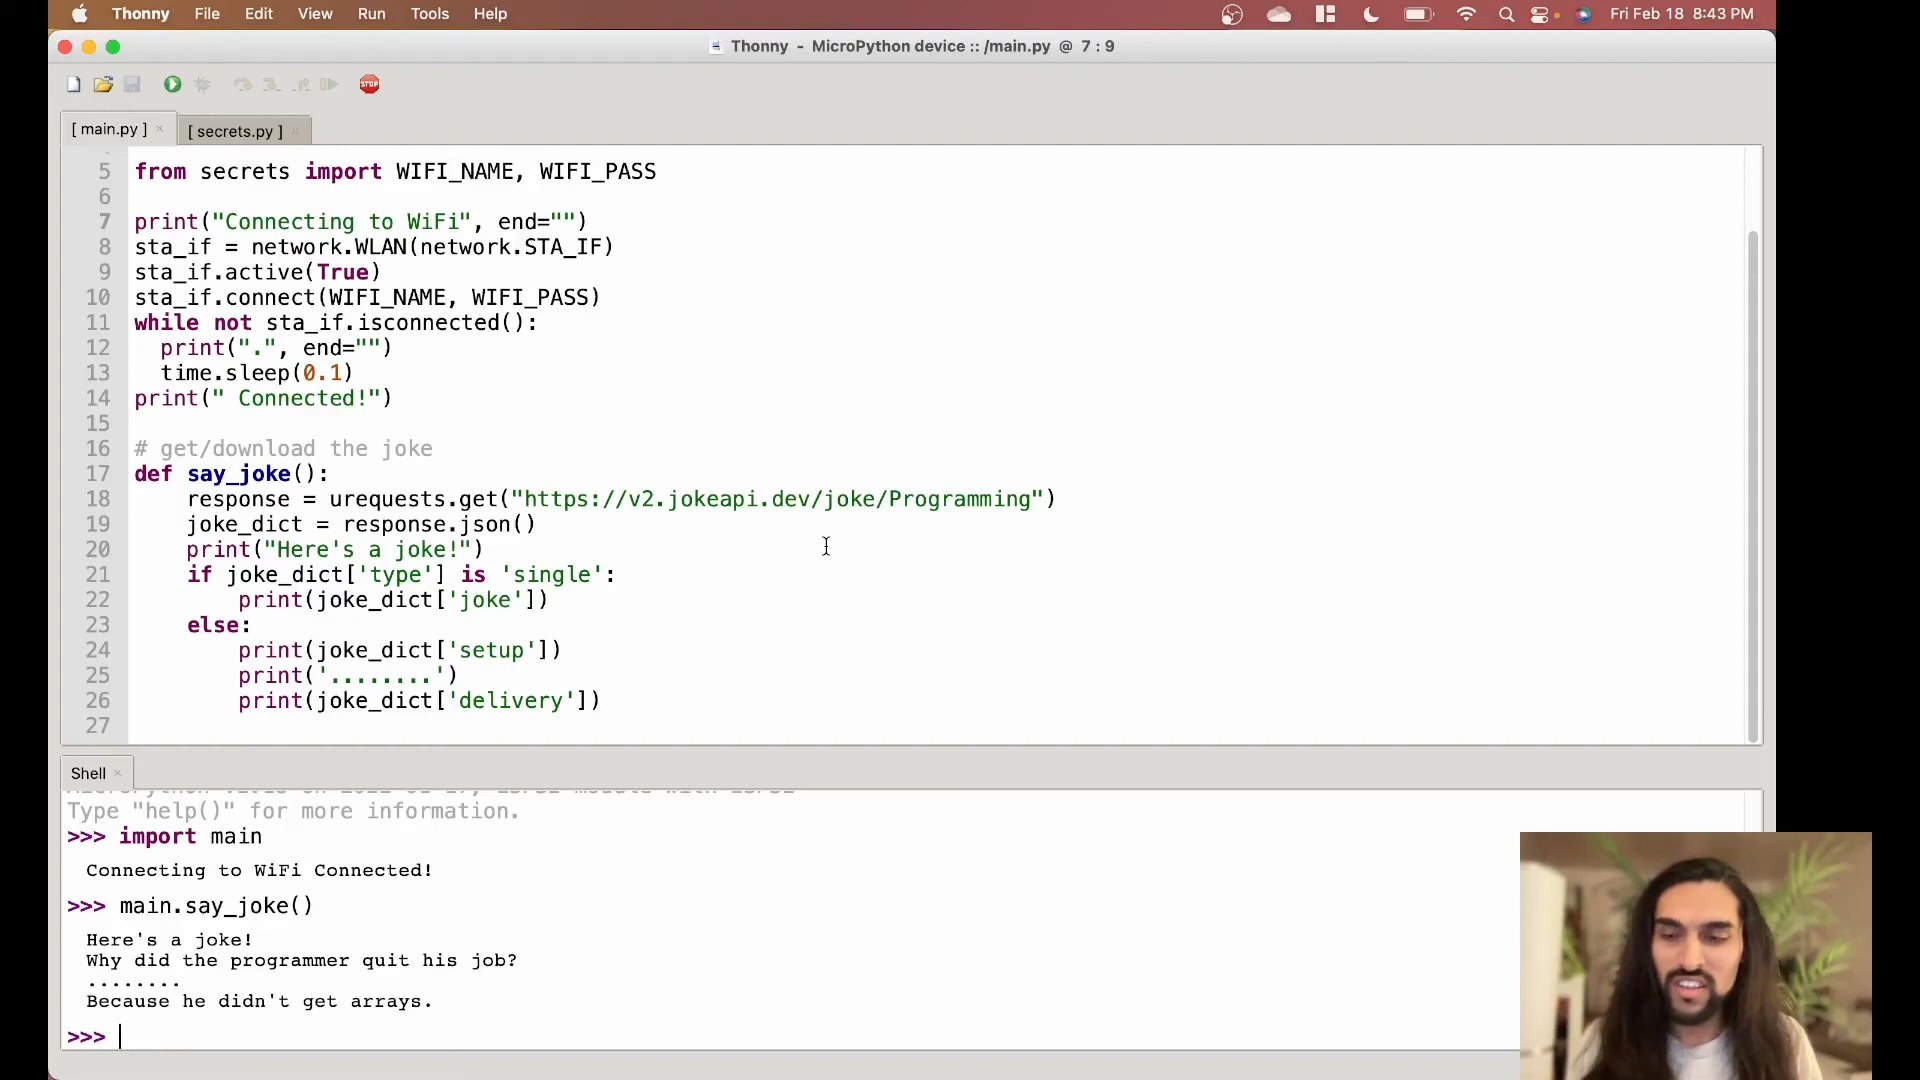 Thonny File Edit View Run Tools Help Fri Feb 18 8:43 PM
Thonny - MicroPython device :: /main.py @ 7 : 9
STOP
[ main.py ] × [ secrets.py ] ×
5 from secrets import WIFI_NAME, WIFI_PASS
6
7 print("Connecting to WiFi", end="")
8 sta_if = network.WLAN(network.STA_IF)
9 sta_if.active(True)
10 sta_if.connect(WIFI_NAME, WIFI_PASS)
11 while not sta_if.isconnected():
12   print(".", end="")
13   time.sleep(0.1)
14 print(" Connected!")
15
16 # get/download the joke
17 def say_joke():
18     response = urequests.get("https://v2.jokeapi.dev/joke/Programming")
19     joke_dict = response.json()
20     print("Here's a joke!")
21     if joke_dict['type'] is 'single':
22         print(joke_dict['joke'])
23     else:
24         print(joke_dict['setup'])
25         print('........')
26         print(joke_dict['delivery'])
27
Shell ×
Type "help()" for more information.
>>> import main
Connecting to WiFi Connected!
>>> main.say_joke()
Here's a joke!
Why did the programmer quit his job?
........
Because he didn't get arrays.
>>>